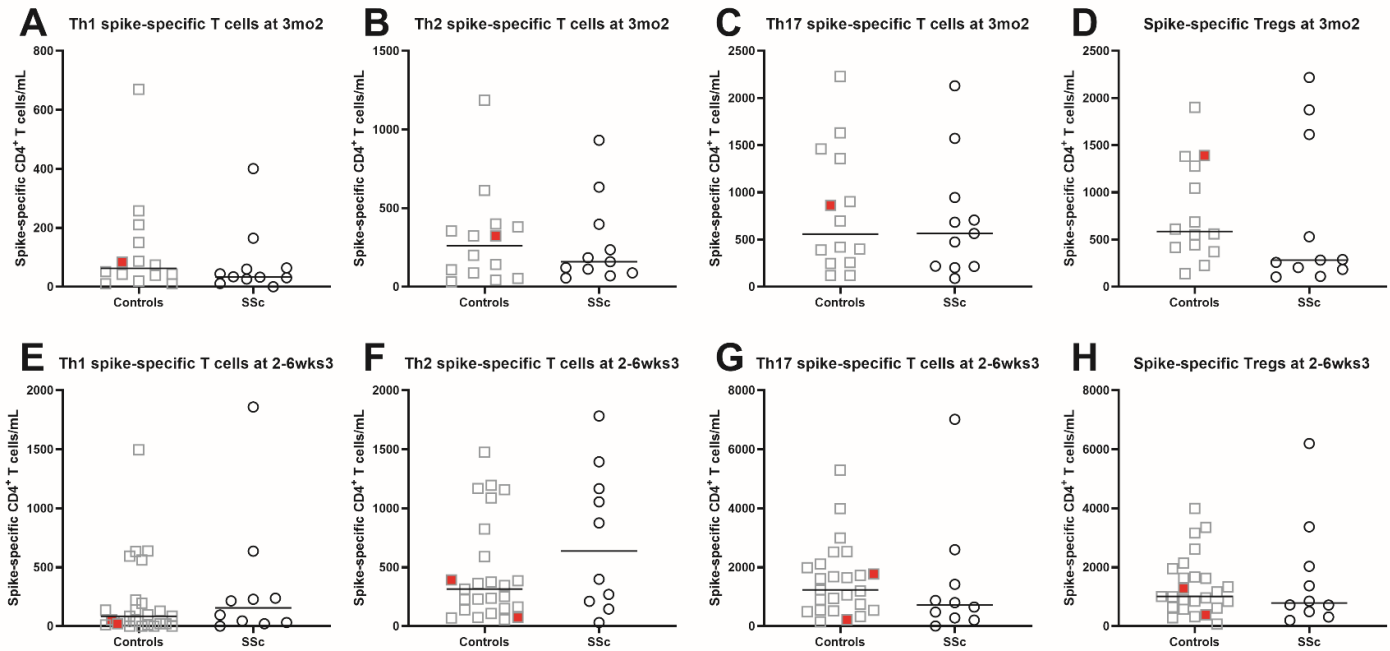 A Th1 spike-specific T cells at 3mo2
Spike-specific CD4+ T cells/mL
800
600
400
200
0
Controls SSc
B Th2 spike-specific T cells at 3mo2
Spike-specific CD4+ T cells/mL
1500
1000
500
0
Controls SSc
C Th17 spike-specific T cells at 3mo2
Spike-specific CD4+ T cells/mL
2500
2000
1500
1000
500
0
Controls SSc
D Spike-specific Tregs at 3mo2
Spike-specific CD4+ T cells/mL
2500
2000
1500
1000
500
0
Controls SSc
E Th1 spike-specific T cells at 2-6wks3
Spike-specific CD4+ T cells/mL
2000
1500
1000
500
0
Controls SSc
F Th2 spike-specific T cells at 2-6wks3
Spike-specific CD4+ T cells/mL
2000
1500
1000
500
0
Controls SSc
G Th17 spike-specific T cells at 2-6wks3
Spike-specific CD4+ T cells/mL
8000
6000
4000
2000
0
Controls SSc
H Spike-specific Tregs at 2-6wks3
Spike-specific CD4+ T cells/mL
8000
6000
4000
2000
0
Controls SSc